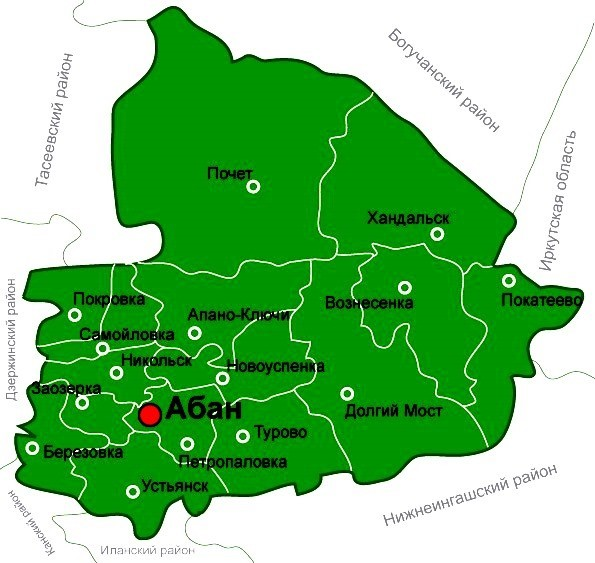 Богучанский район
Тасеевский район
Иркутская область
Почет
Хандальск
Дзержинский район
Покровка
Апано-Ключи
Вознесенка
Покатеево
Самойловка
Никольск
Новоуспенка
Заозерка
Абан
Долгий Мост
Турово
Березовка
Петропаловка
Устьянск
Нижнеингашский район
Канский район
Иланский район